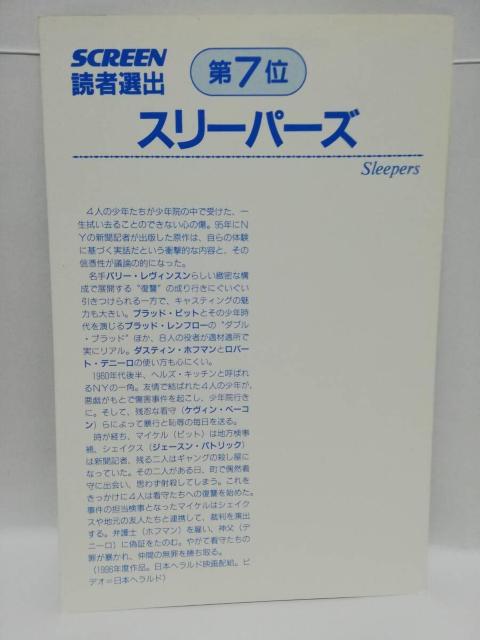 SCREEN
読者選出
第7位
スリーパーズ
Sleepers
4人の少年たちが少年院の中で受けた、一
生拭い去ることのできない心の傷。95年にN
Yの新聞記者が出版した原作は、自らの体験
に基づく実話だという衝撃的な内容と、その
信憑性が議論の的になった。
名手バリー・レヴィンスンらしい緻密な構
成で展開する“復讐”の成り行きにぐいぐい
引きつけられる一方で、キャスティングの魅
力も大きい。ブラッド・ピットとその少年時
代を演じるブラッド・レンフローの“ダブル
・ブラッド”ほか、8人の役者が適材適所で
実にリアル。ダスティン・ホフマンとロバー
ト・デニーロの使い方も心にくい。
1960年代後半、ヘルズ・キッチンと呼ばれ
るNYの一角。友情で結ばれた4人の少年が、
悪戯がもとで傷害事件を起こし、少年院行き
に。そして、残忍な看守（ケヴィン・ベーコ
ン）らによって暴行と恥辱の毎日を送る。
時が経ち、マイケル（ピット）は地方検事
補、シェイクス（ジェースン・パトリック）
は新聞記者、残る二人はギャングの殺し屋に
なっていた。その二人がある日、町で偶然看
守に出会い、思わず射殺してしまう。これを
きっかけに4人は看守たちへの復讐を始めた。
事件の担当検事となったマイケルはシェイク
スや地元の友人たちと連携して、裁判を演出
する。弁護士（ホフマン）を雇い、神父（デ
ニーロ）に偽証をたのむ。やがて看守たちの
罪が暴かれ、仲間の無罪を勝ち取る。
（1996年度作品。日本ヘラルド映画配給。ビ
デオ＝日本ヘラルド）